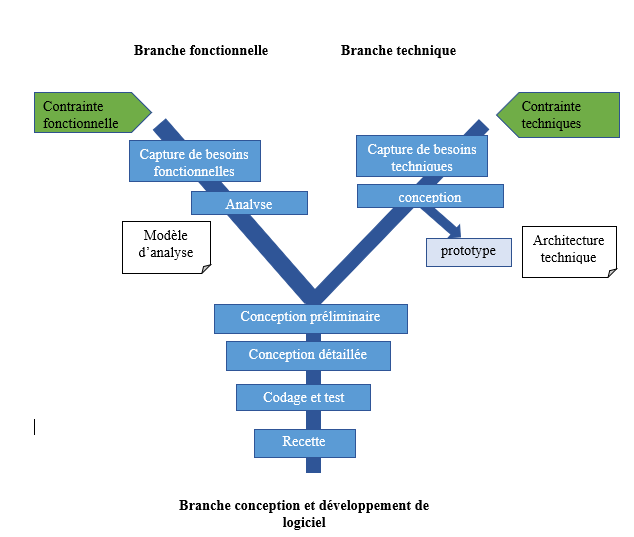 Branche fonctionnelle
Branche technique
Contrainte
fonctionnelle
Contrainte
techniques
Capture de besoins
fonctionnelles
Capture de besoins
techniques
Analyse
conception
Modèle
d’analyse
prototype
Architecture
technique
Conception préliminaire
Conception détaillée
Codage et test
Recette
Branche conception et développement de
logiciel